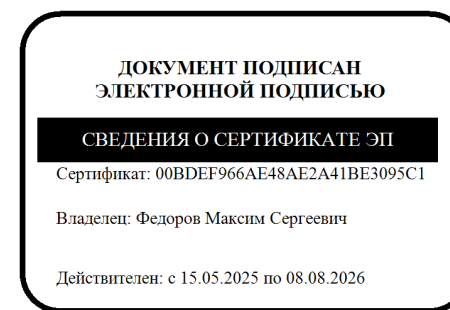 ДОКУМЕНТ ПОДПИСАН
ЭЛЕКТРОННОЙ ПОДПИСЬЮ
СВЕДЕНИЯ О СЕРТИФИКАТЕ ЭП
Сертификат: 00BDEF966AE48AE2A41BE3095C1
Владелец: Федоров Максим Сергеевич
Действителен: с 15.05.2025 по 08.08.2026